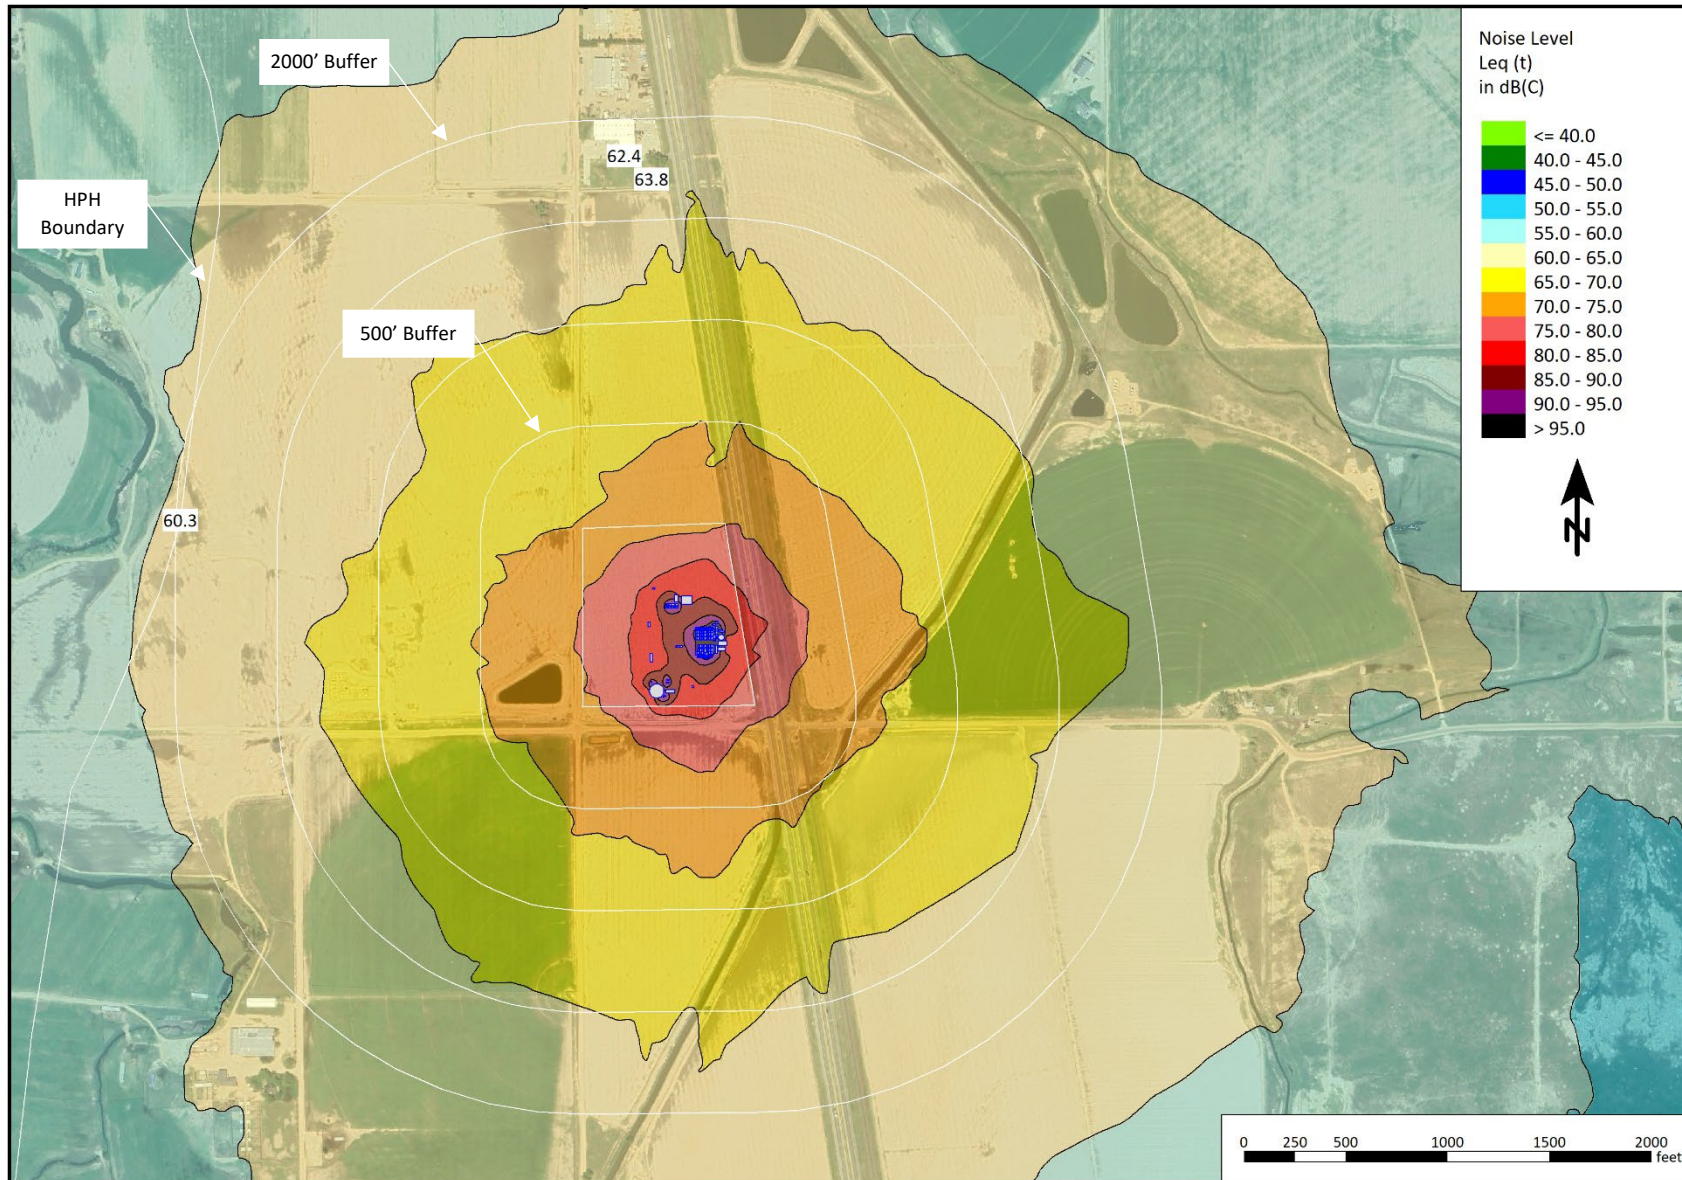 2000' Buffer
62.4
63.8
HPH
Boundary
500' Buffer
60.3
Noise Level
Leq (t)
in dB(C)
<= 40.0
40.0 - 45.0
45.0 - 50.0
50.0 - 55.0
55.0 - 60.0
60.0 - 65.0
65.0 - 70.0
70.0 - 75.0
75.0 - 80.0
80.0 - 85.0
85.0 - 90.0
90.0 - 95.0
> 95.0
N
0 250 500 1000 1500 2000
feet